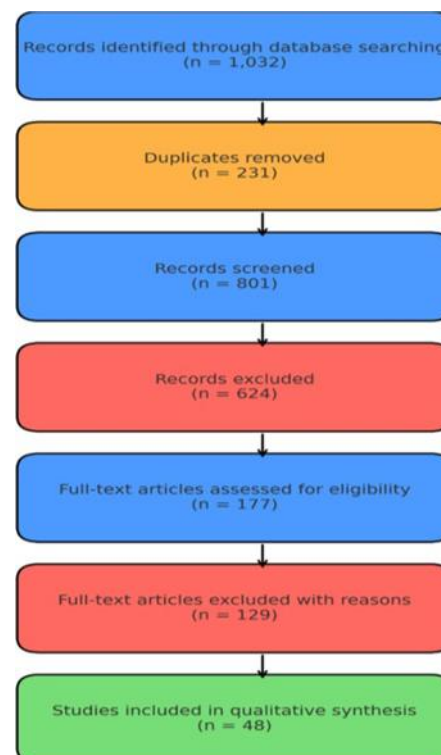 Records identified through database searching
(n = 1,032)
Duplicates removed
(n = 231)
Records screened
(n = 801)
Records excluded
(n = 624)
Full-text articles assessed for eligibility
(n = 177)
Full-text articles excluded with reasons
(n = 129)
Studies included in qualitative synthesis
(n = 48)